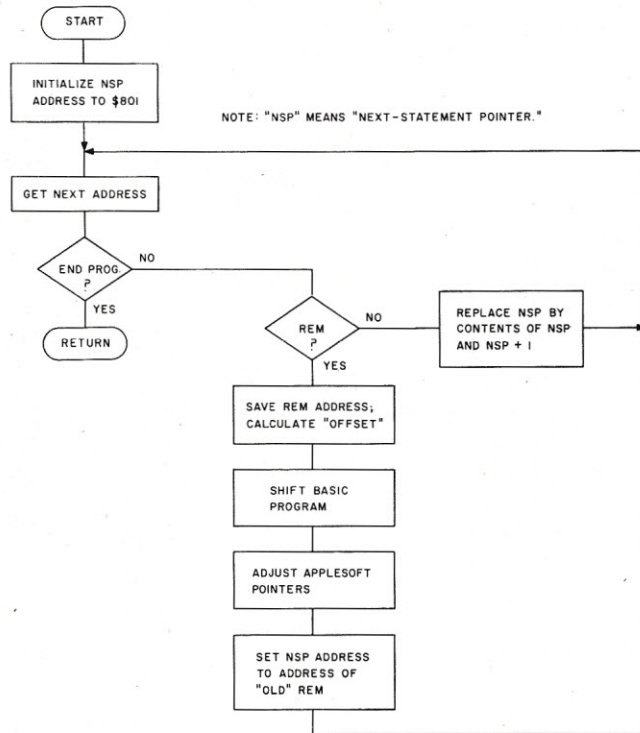 START
INITIALIZE NSP
ADDRESS TO $801
NOTE: "NSP" MEANS "NEXT-STATEMENT POINTER."
GET NEXT ADDRESS
END PROG.
?
NO
YES
RETURN
REM
?
NO
YES
REPLACE NSP BY
CONTENTS OF NSP
AND NSP + 1
SAVE REM ADDRESS;
CALCULATE "OFFSET"
SHIFT BASIC
PROGRAM
ADJUST APPLESOFT
POINTERS
SET NSP ADDRESS
TO ADDRESS OF
"OLD" REM